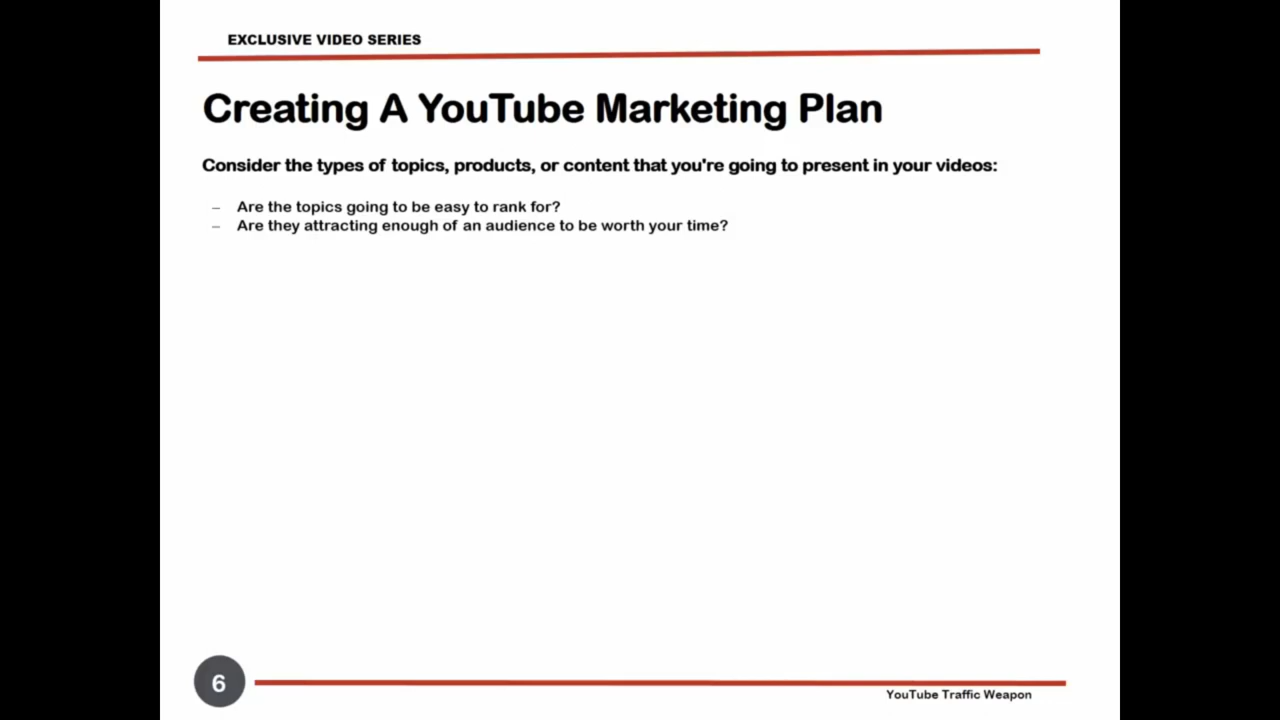 EXCLUSIVE VIDEO SERIES
Creating A YouTube Marketing Plan
Consider the types of topics, products, or content that you're going to present in your videos:
– Are the topics going to be easy to rank for?
– Are they attracting enough of an audience to be worth your time?
6
YouTube Traffic Weapon